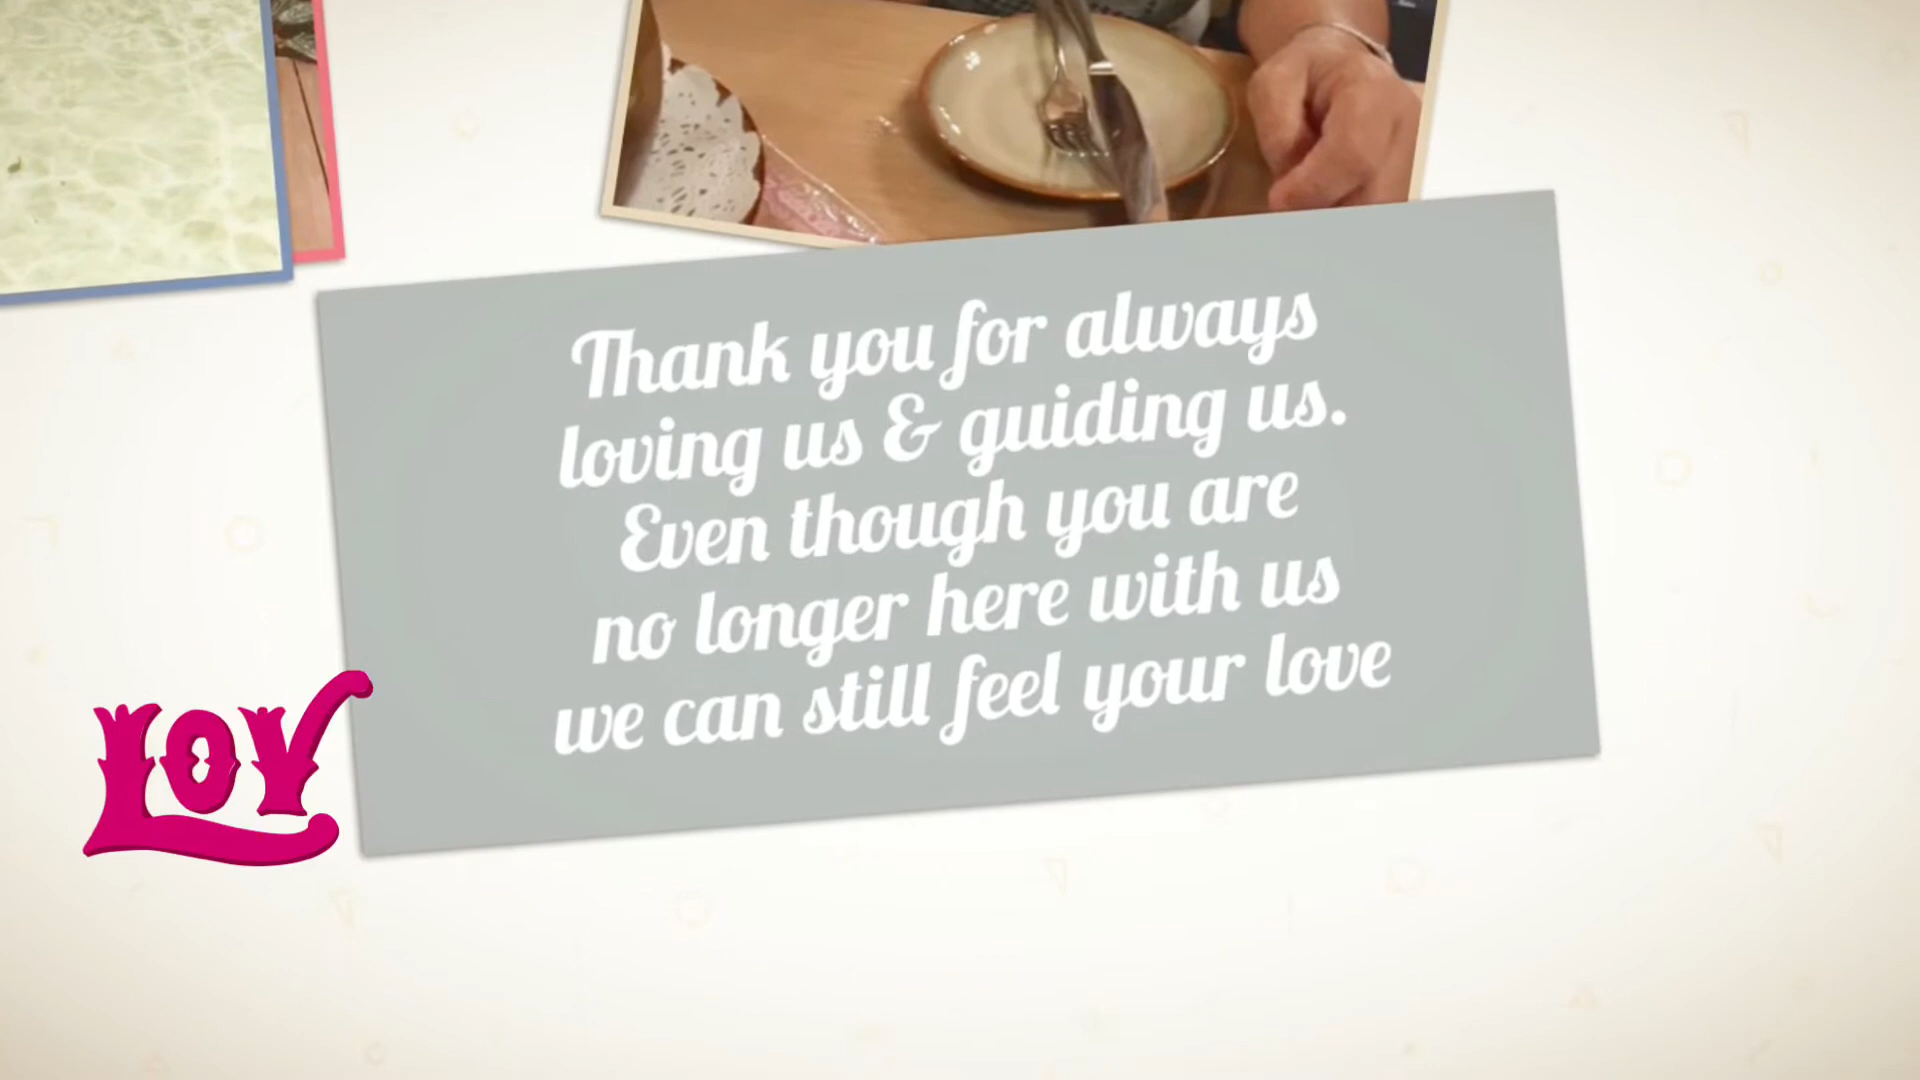 Thank you for always
loving us & guiding us.
Even though you are
no longer here with us
we can still feel your love
LOV